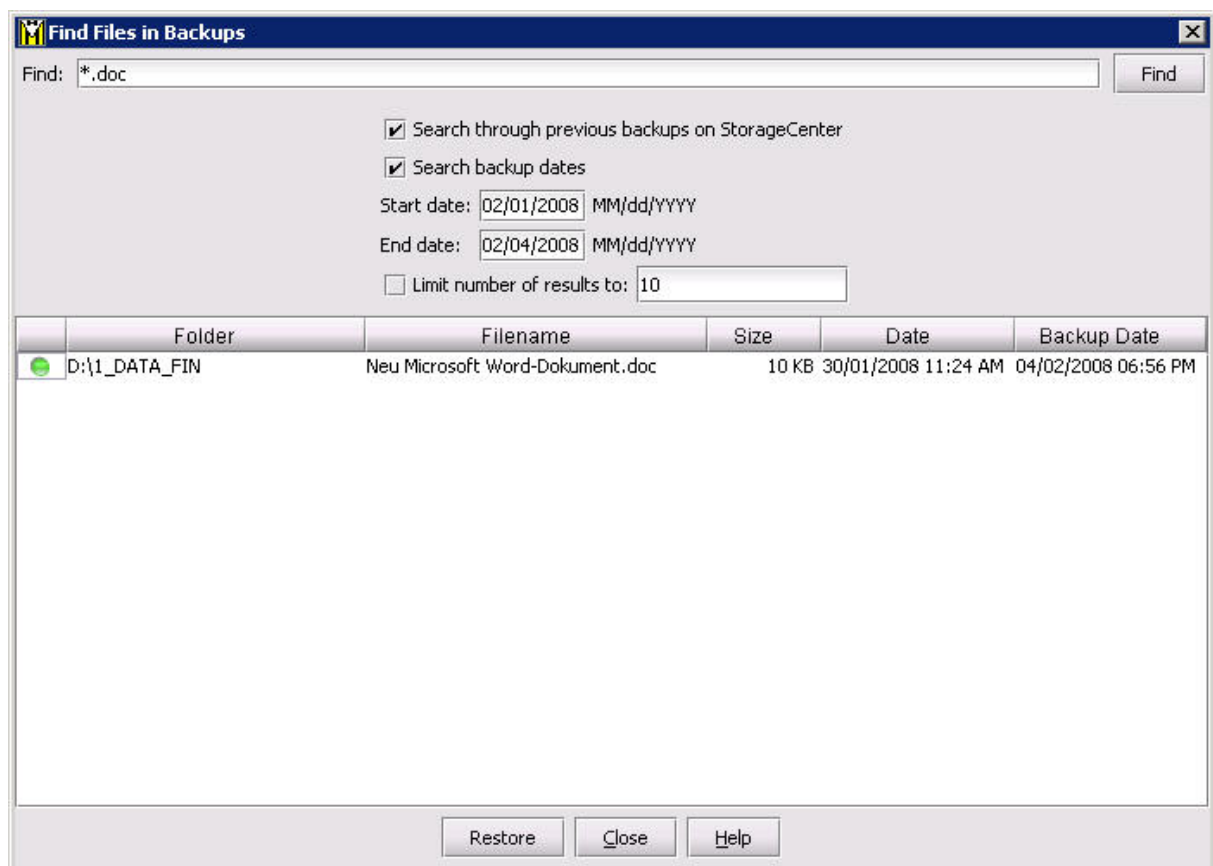 Find Files in Backups
Find: *.doc Find
Search through previous backups on StorageCenter
Search backup dates
Start date: 02/01/2008 MM/dd/YYYY
End date: 02/04/2008 MM/dd/YYYY
Limit number of results to: 10
Folder Filename Size Date Backup Date
D:\1_DATA_FIN Neu Microsoft Word-Dokument.doc 10 KB 30/01/2008 11:24 AM 04/02/2008 06:56 PM
Restore Close Help